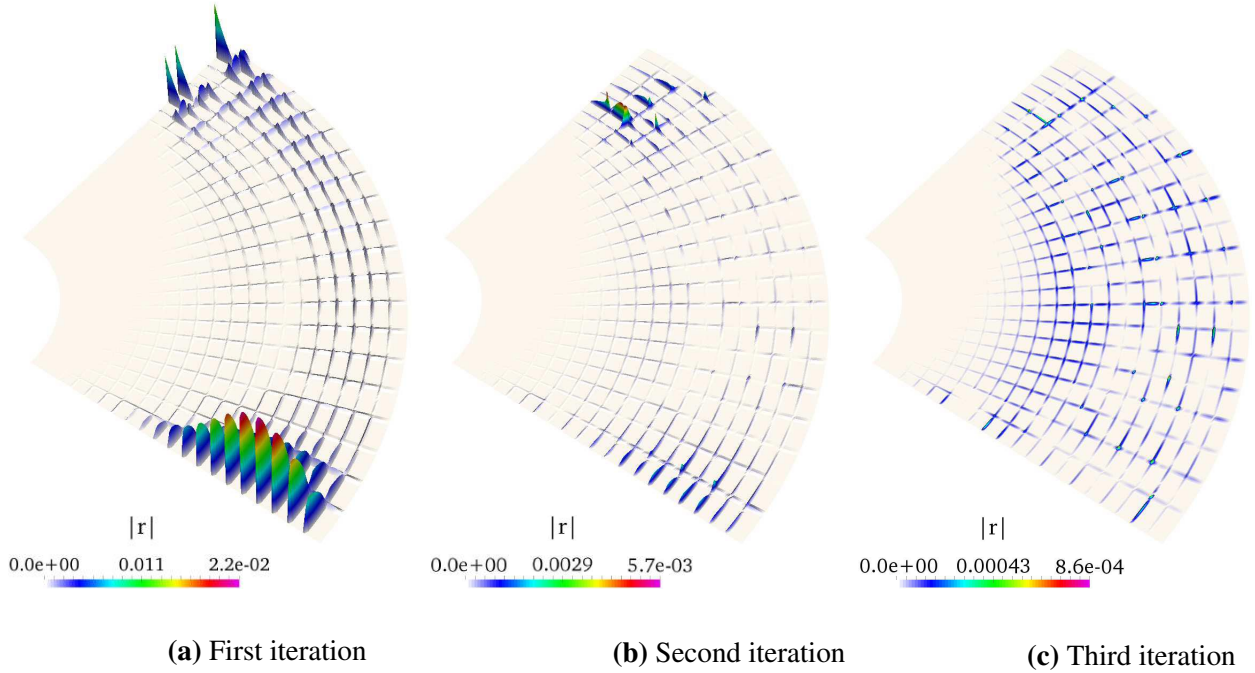 |r|
0.0e+00 0.011 2.2e-02
(a) First iteration
|r|
0.0e+00 0.0029 5.7e-03
(b) Second iteration
|r|
0.0e+00 0.00043 8.6e-04
(c) Third iteration